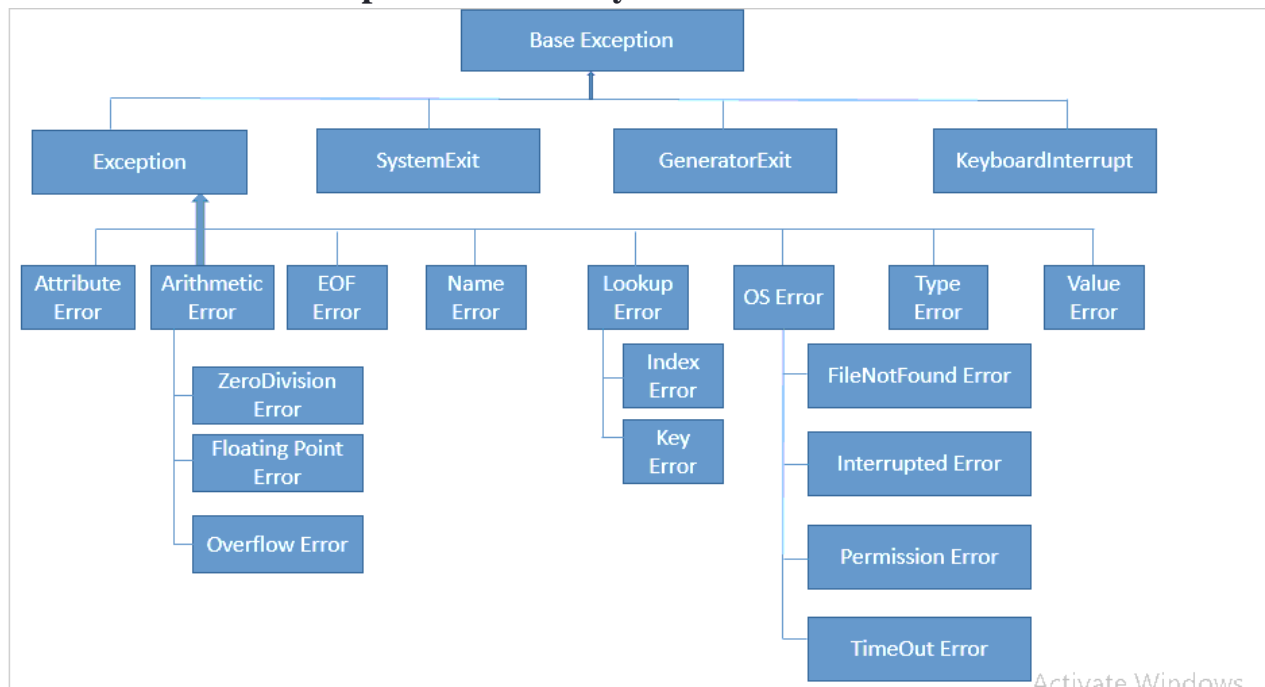 Base Exception
Exception
SystemExit
GeneratorExit
KeyboardInterrupt
Attribute
Error
Arithmetic
Error
EOF
Error
Name
Error
Lookup
Error
OS Error
Type
Error
Value
Error
ZeroDivision
Error
Floating Point
Error
Overflow Error
Index
Error
Key
Error
FileNotFound Error
Interrupted Error
Permission Error
TimeOut Error
Activate Windows